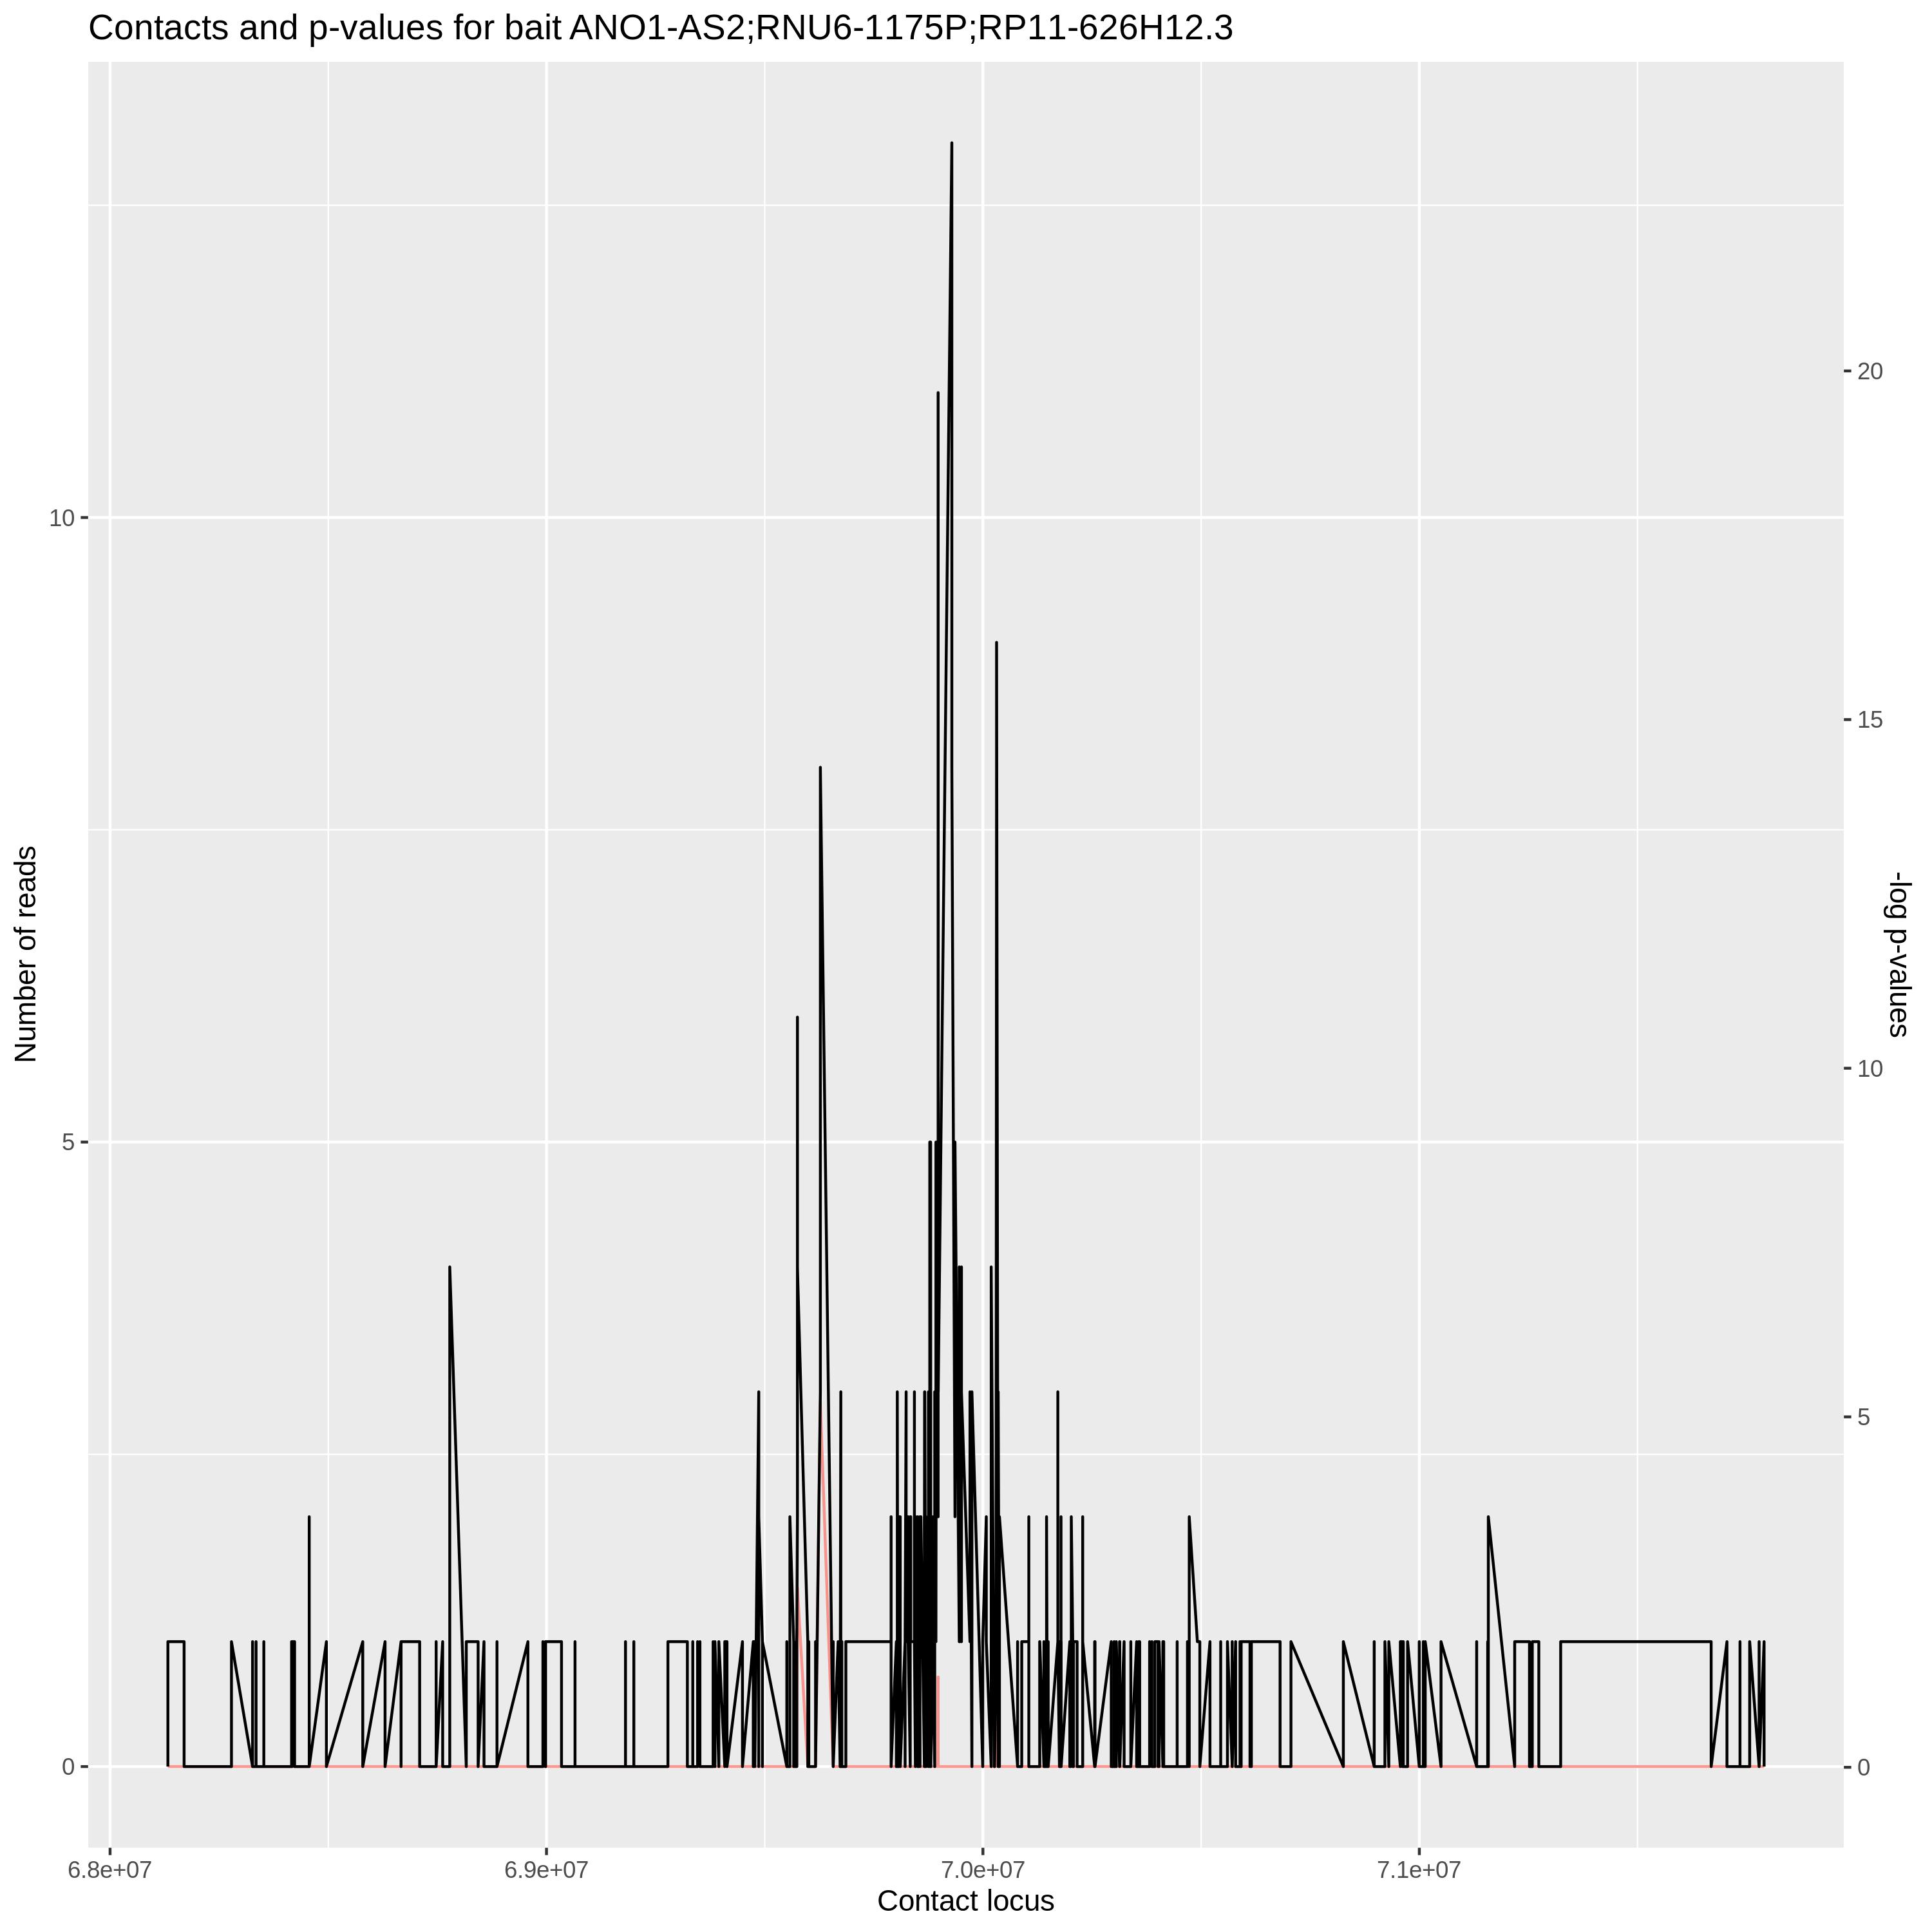 Contacts and p-values for bait ANO1-AS2;RNU6-1175P;RP11-626H12.3
10
5
0
Number of reads
20
15
10
5
0
-log p-values
6.8e+07
6.9e+07
7.0e+07
7.1e+07
Contact locus